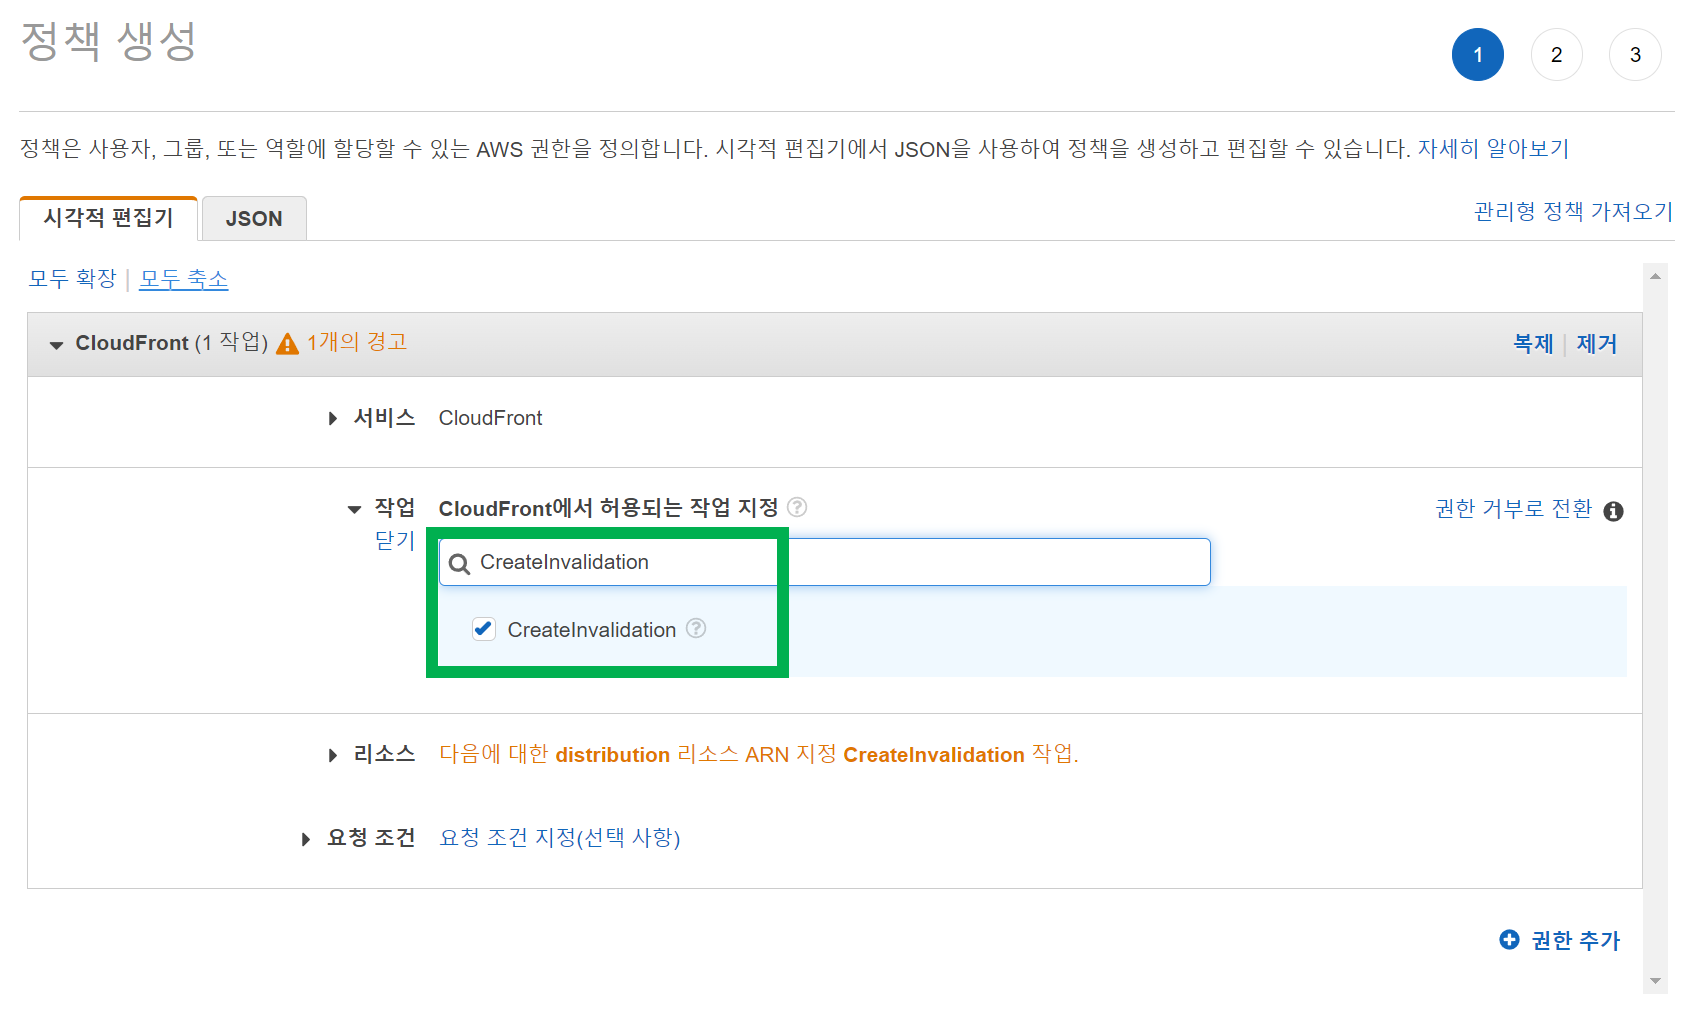 정책 생성
1 2 3
정책은 사용자, 그룹, 또는 역할에 할당할 수 있는 AWS 권한을 정의합니다. 시각적 편집기에서 JSON을 사용하여 정책을 생성하고 편집할 수 있습니다. 자세히 알아보기
시각적 편집기 JSON 관리형 정책 가져오기
모두 확장 | 모두 축소
CloudFront (1 작업) 1개의 경고 복제 | 제거
서비스 CloudFront
작업 CloudFront에서 허용되는 작업 지정 ? 권한 거부로 전환 i
닫기
CreateInvalidation
CreateInvalidation ?
리소스 다음에 대한 distribution 리소스 ARN 지정 CreateInvalidation 작업.
요청 조건 요청 조건 지정(선택 사항)
권한 추가